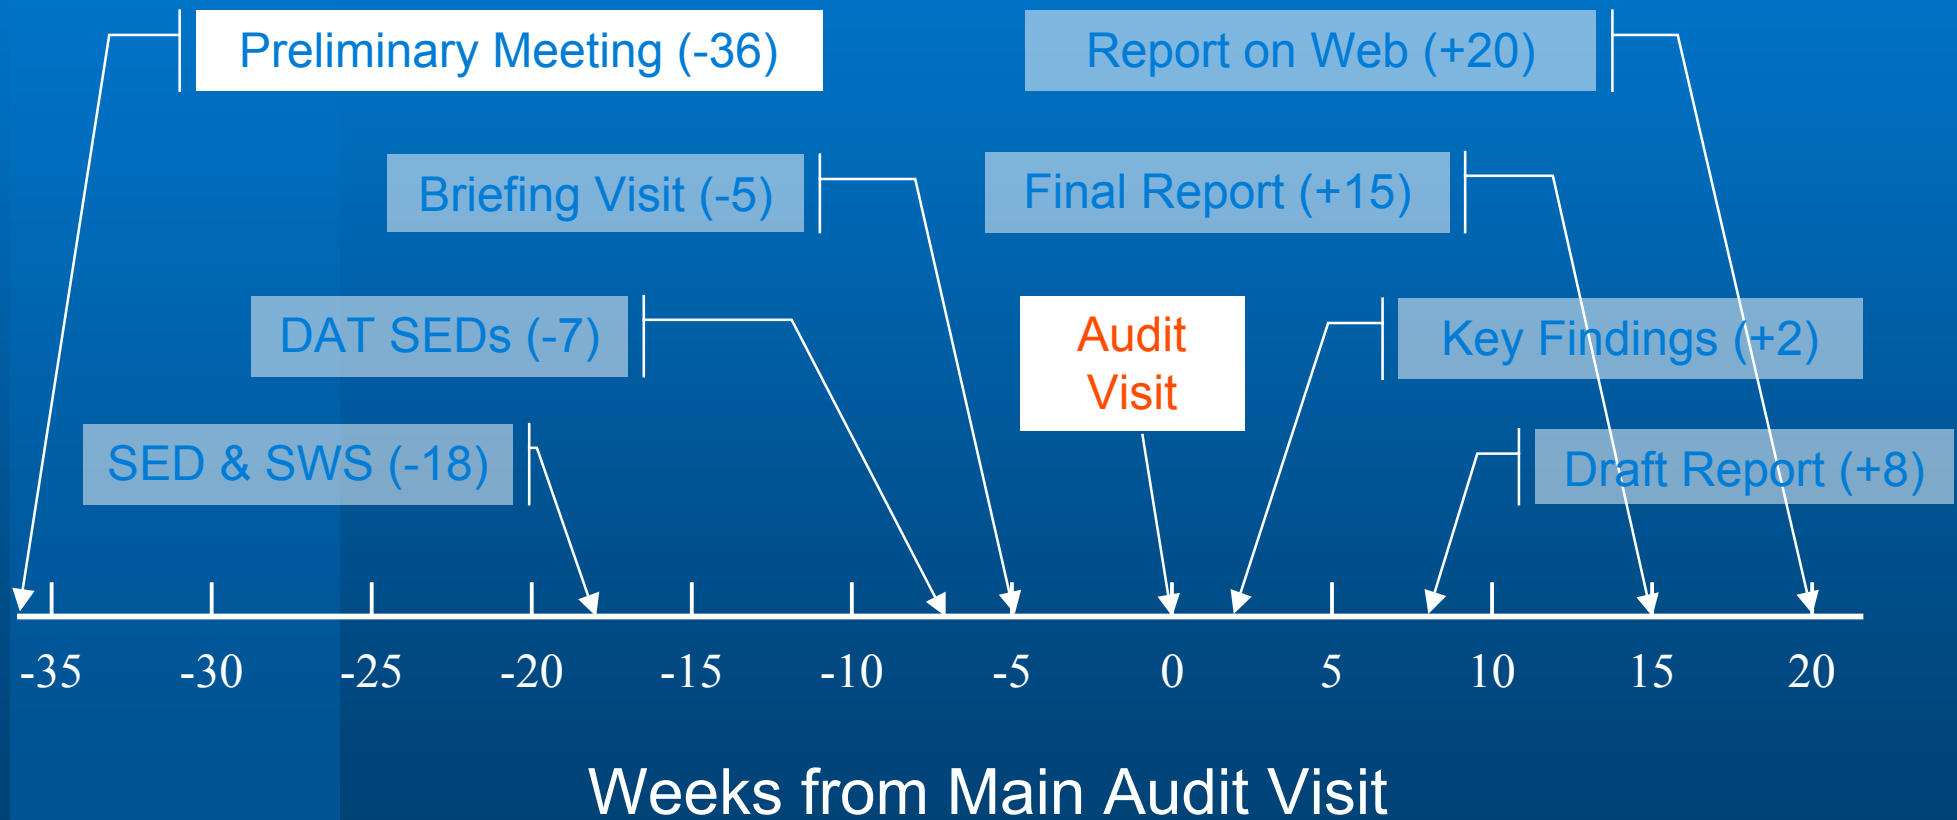 Preliminary Meeting (-36)
Report on Web (+20)
Briefing Visit (-5)
Final Report (+15)
DAT SEDs (-7)
Audit
Visit
Key Findings (+2)
SED & SWS (-18)
Draft Report (+8)
-35 -30 -25 -20 -15 -10 -5 0 5 10 15 20
Weeks from Main Audit Visit